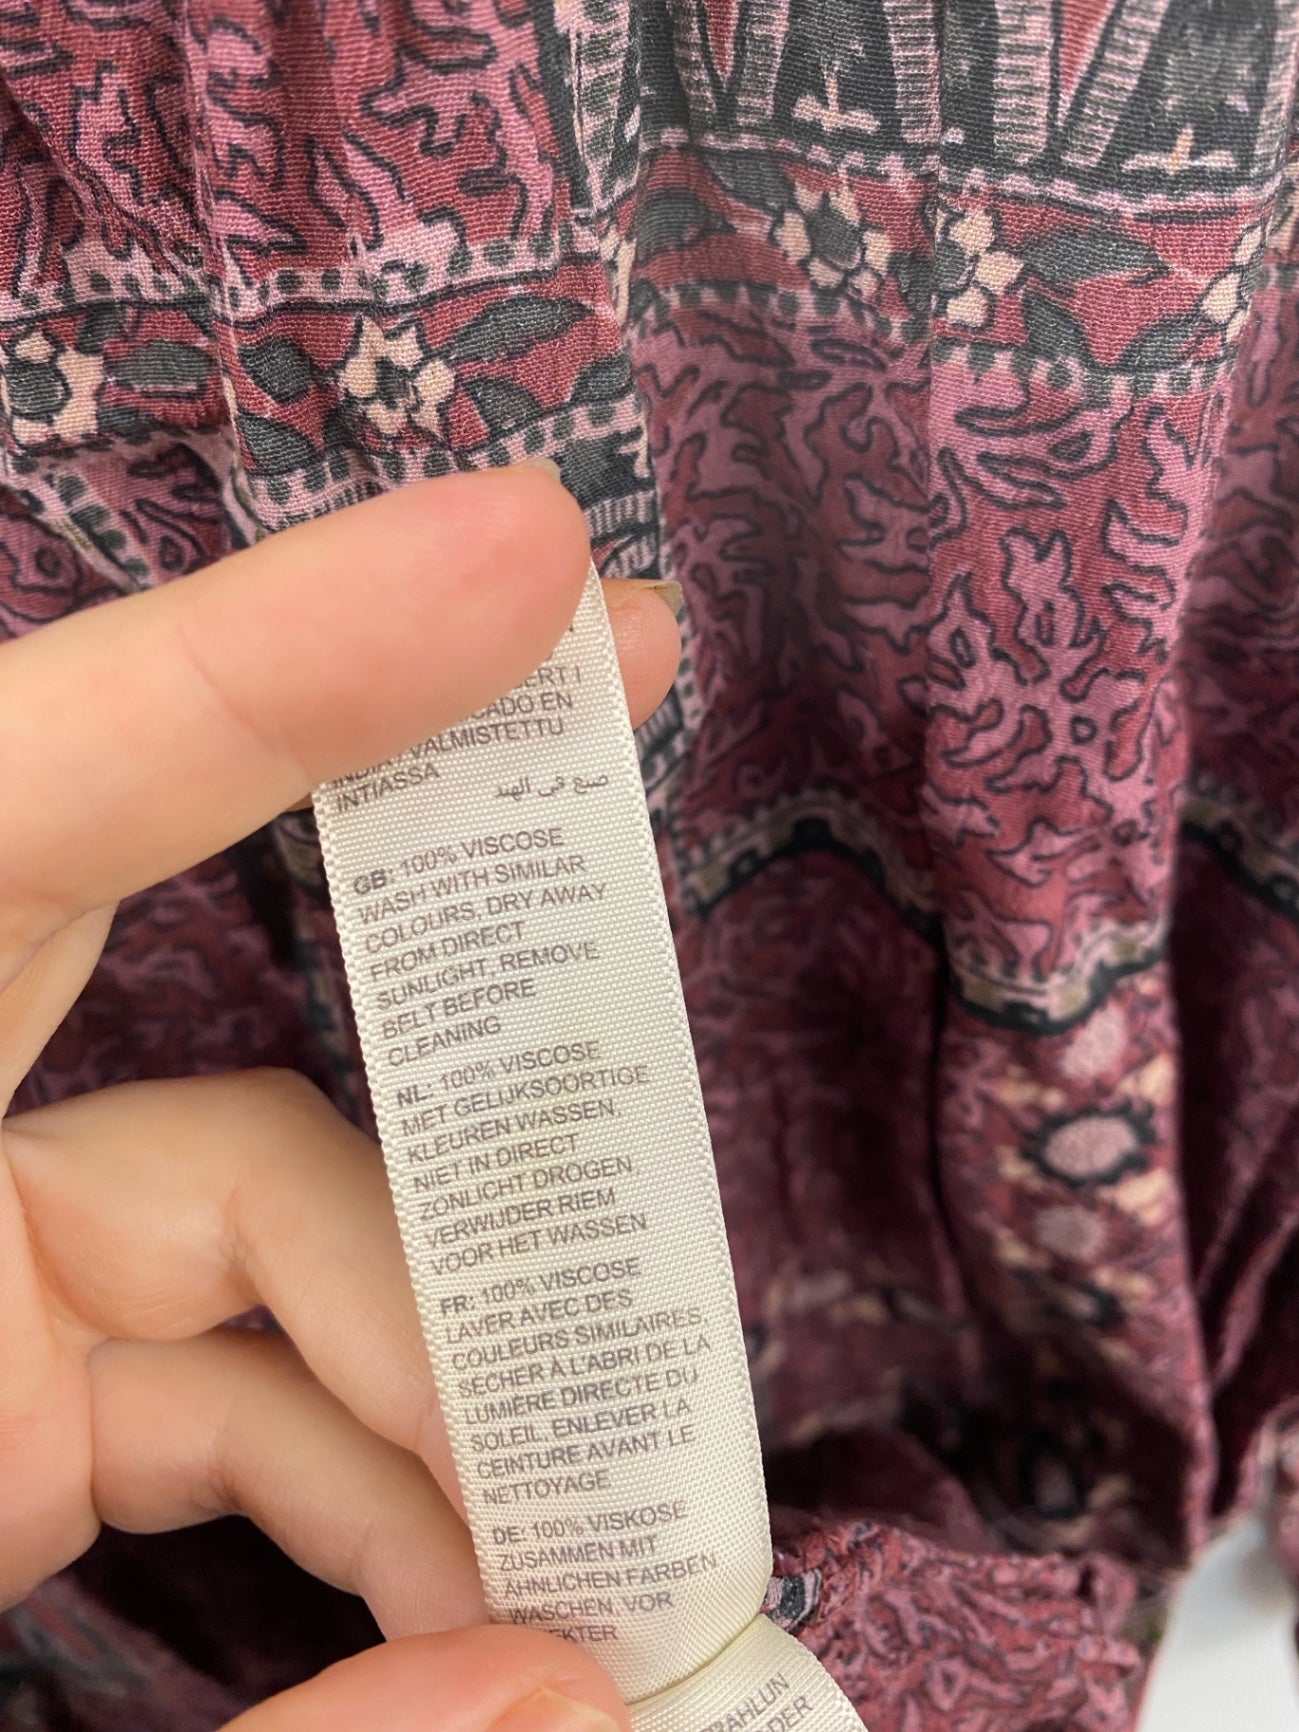 CADO EN
VALMISTETTU
INTIASSA
صنع في الهند
GB: 100% VISCOSE
WASH WITH SIMILAR
COLOURS, DRY AWAY
FROM DIRECT
SUNLIGHT, REMOVE
BELT BEFORE
CLEANING
NL: 100% VISCOSE
MET GELIJKSOORTIGE
KLEUREN WASSEN,
NIET IN DIRECT
ZONLICHT DROGEN
VERWIJDER RIEM
VOOR HET WASSEN
FR: 100% VISCOSE
LAVER AVEC DES
COULEURS SIMILAIRES
SÉCHER À L'ABRI DE LA
LUMIÈRE DIRECTE DU
SOLEIL, ENLEVER LA
CEINTURE AVANT LE
NETTOYAGE
DE: 100% VISKOSE
ZUSAMMEN MIT
ÄHNLICHEN FARBEN
WASCHEN, VOR
EKTER